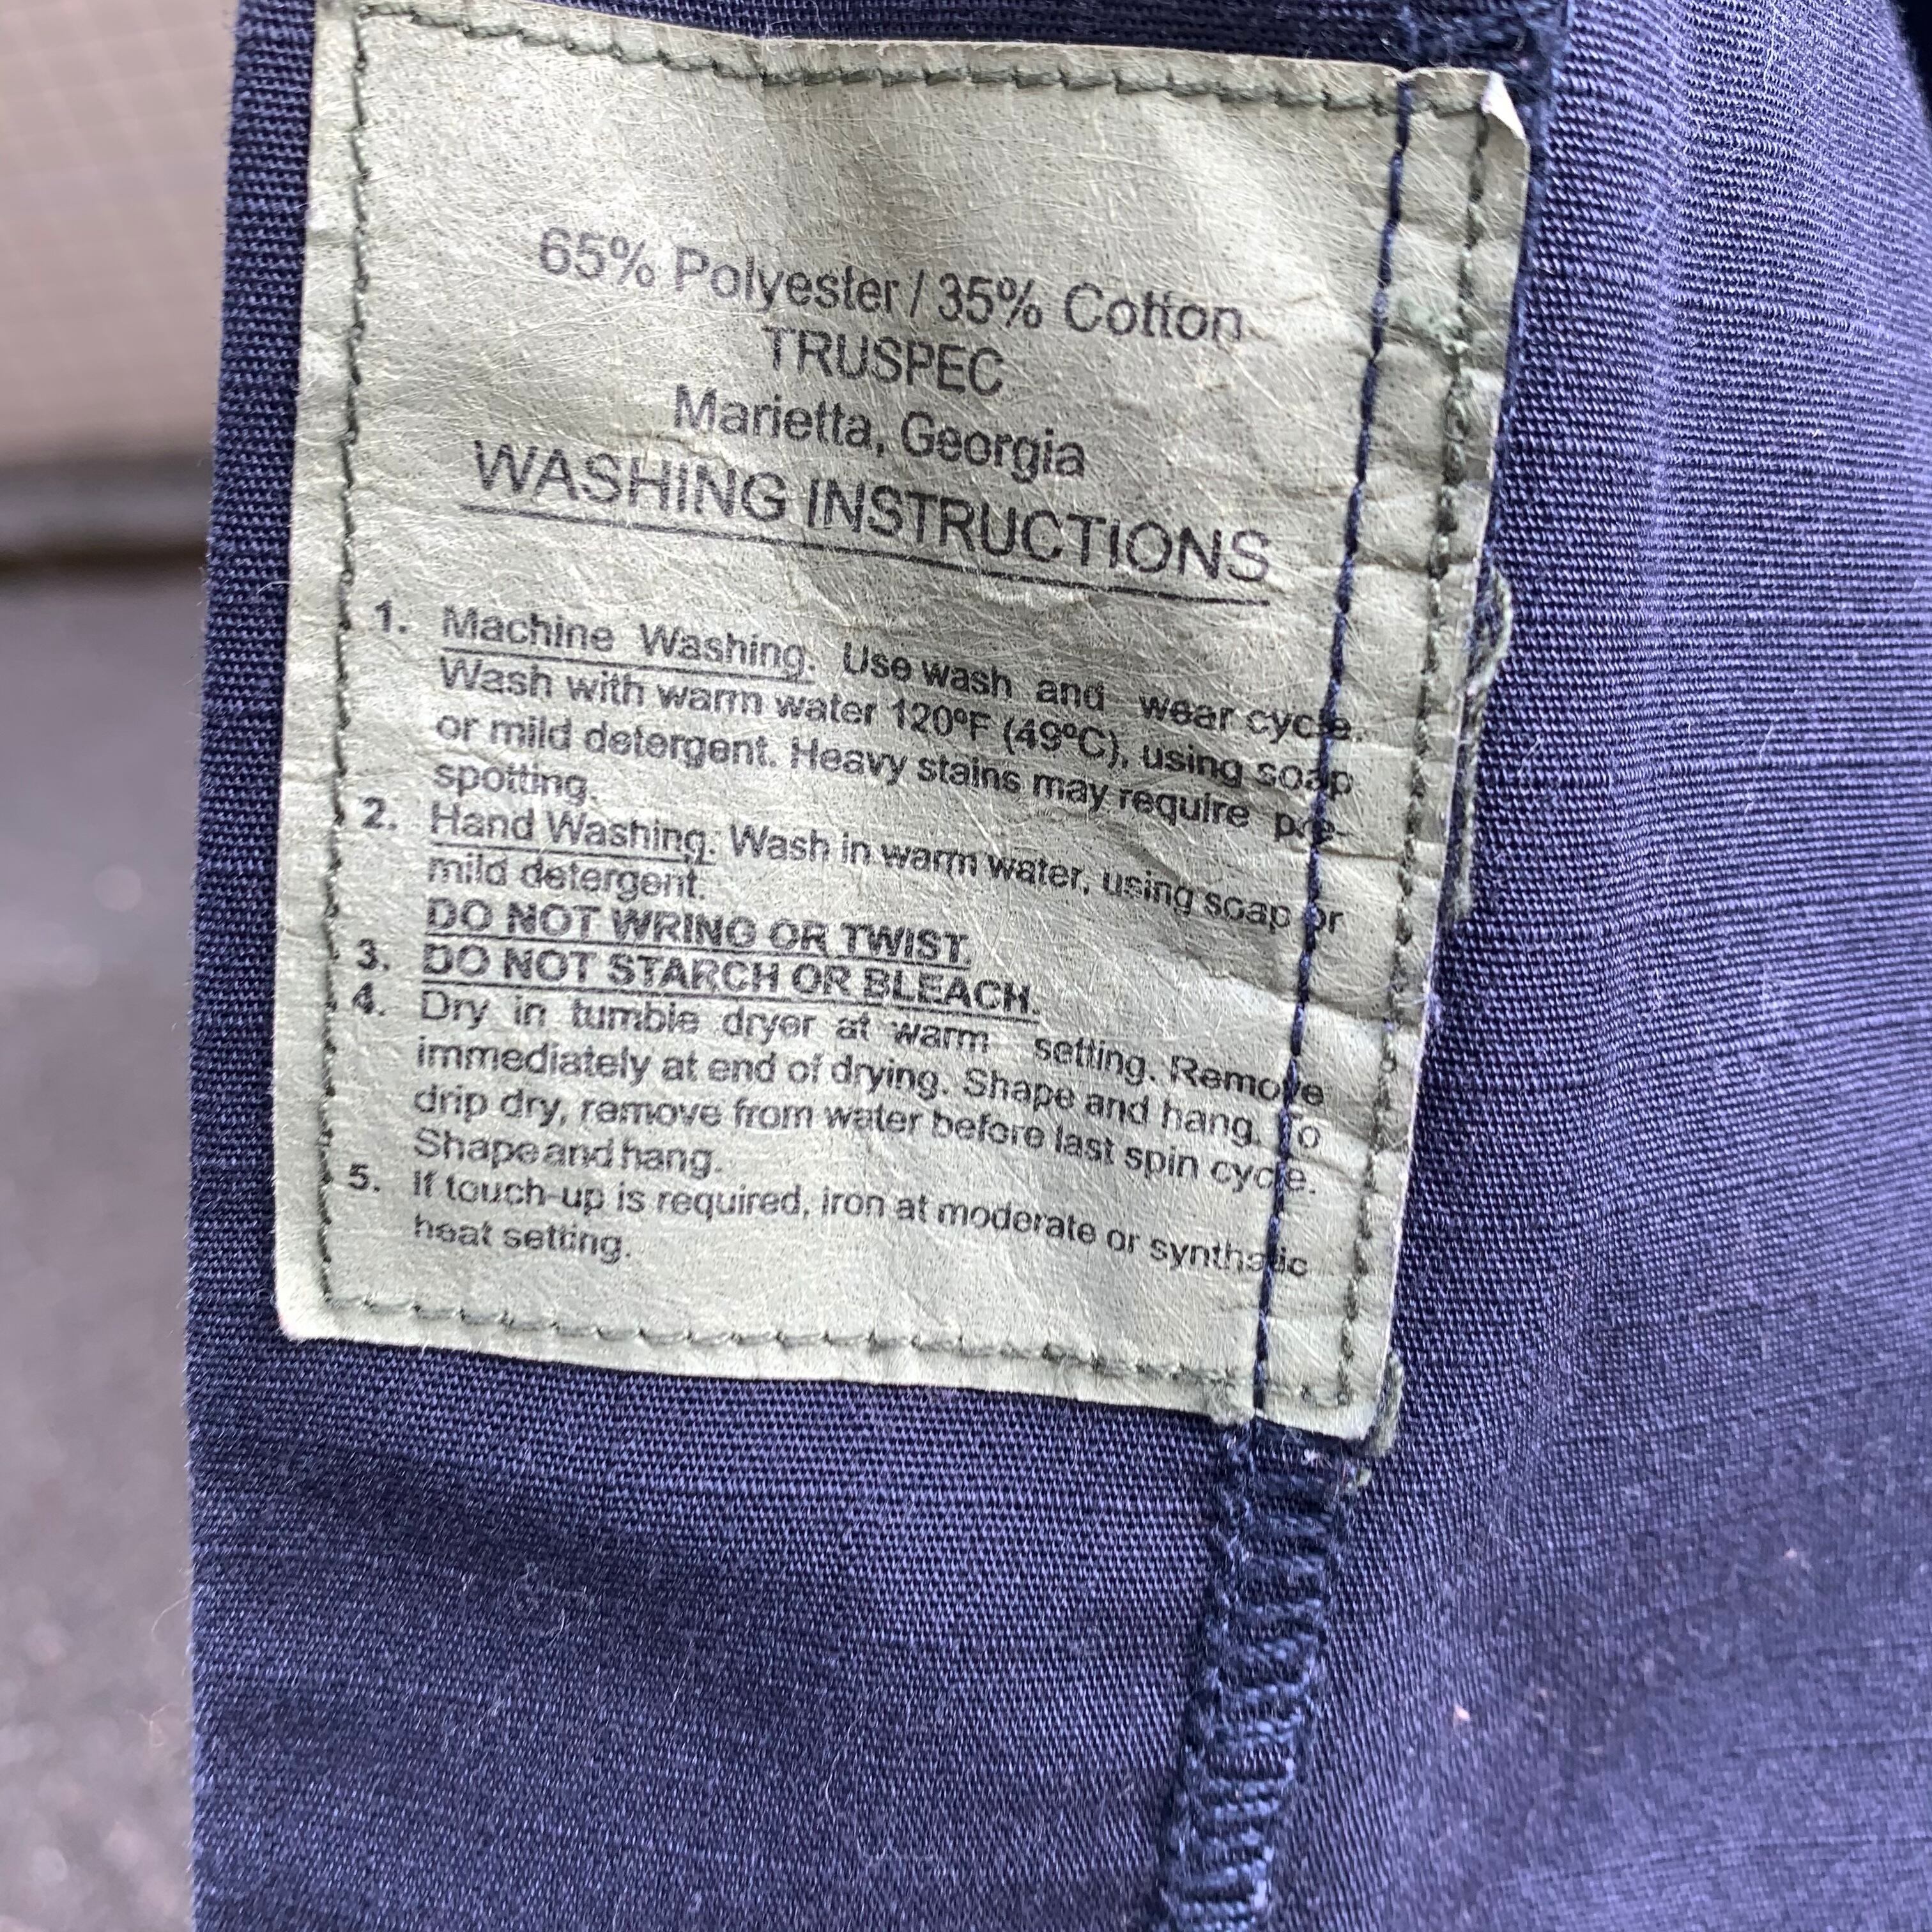 65% Polyester / 35% Cotton
TRUSPEC
Marietta, Georgia
WASHING INSTRUCTIONS
1. Machine Washing. Use wash and wear cycle.
Wash with warm water 120ºF (49ºC), using soap
or mild detergent. Heavy stains may require pre-
spotting.
2. Hand Washing. Wash in warm water, using soap or
mild detergent.
DO NOT WRING OR TWIST.
3. DO NOT STARCH OR BLEACH.
4. Dry in tumble dryer at warm setting. Remove
immediately at end of drying. Shape and hang. To
drip dry, remove from water before last spin cycle.
Shape and hang.
5. If touch-up is required, iron at moderate or synthetic
heat setting.